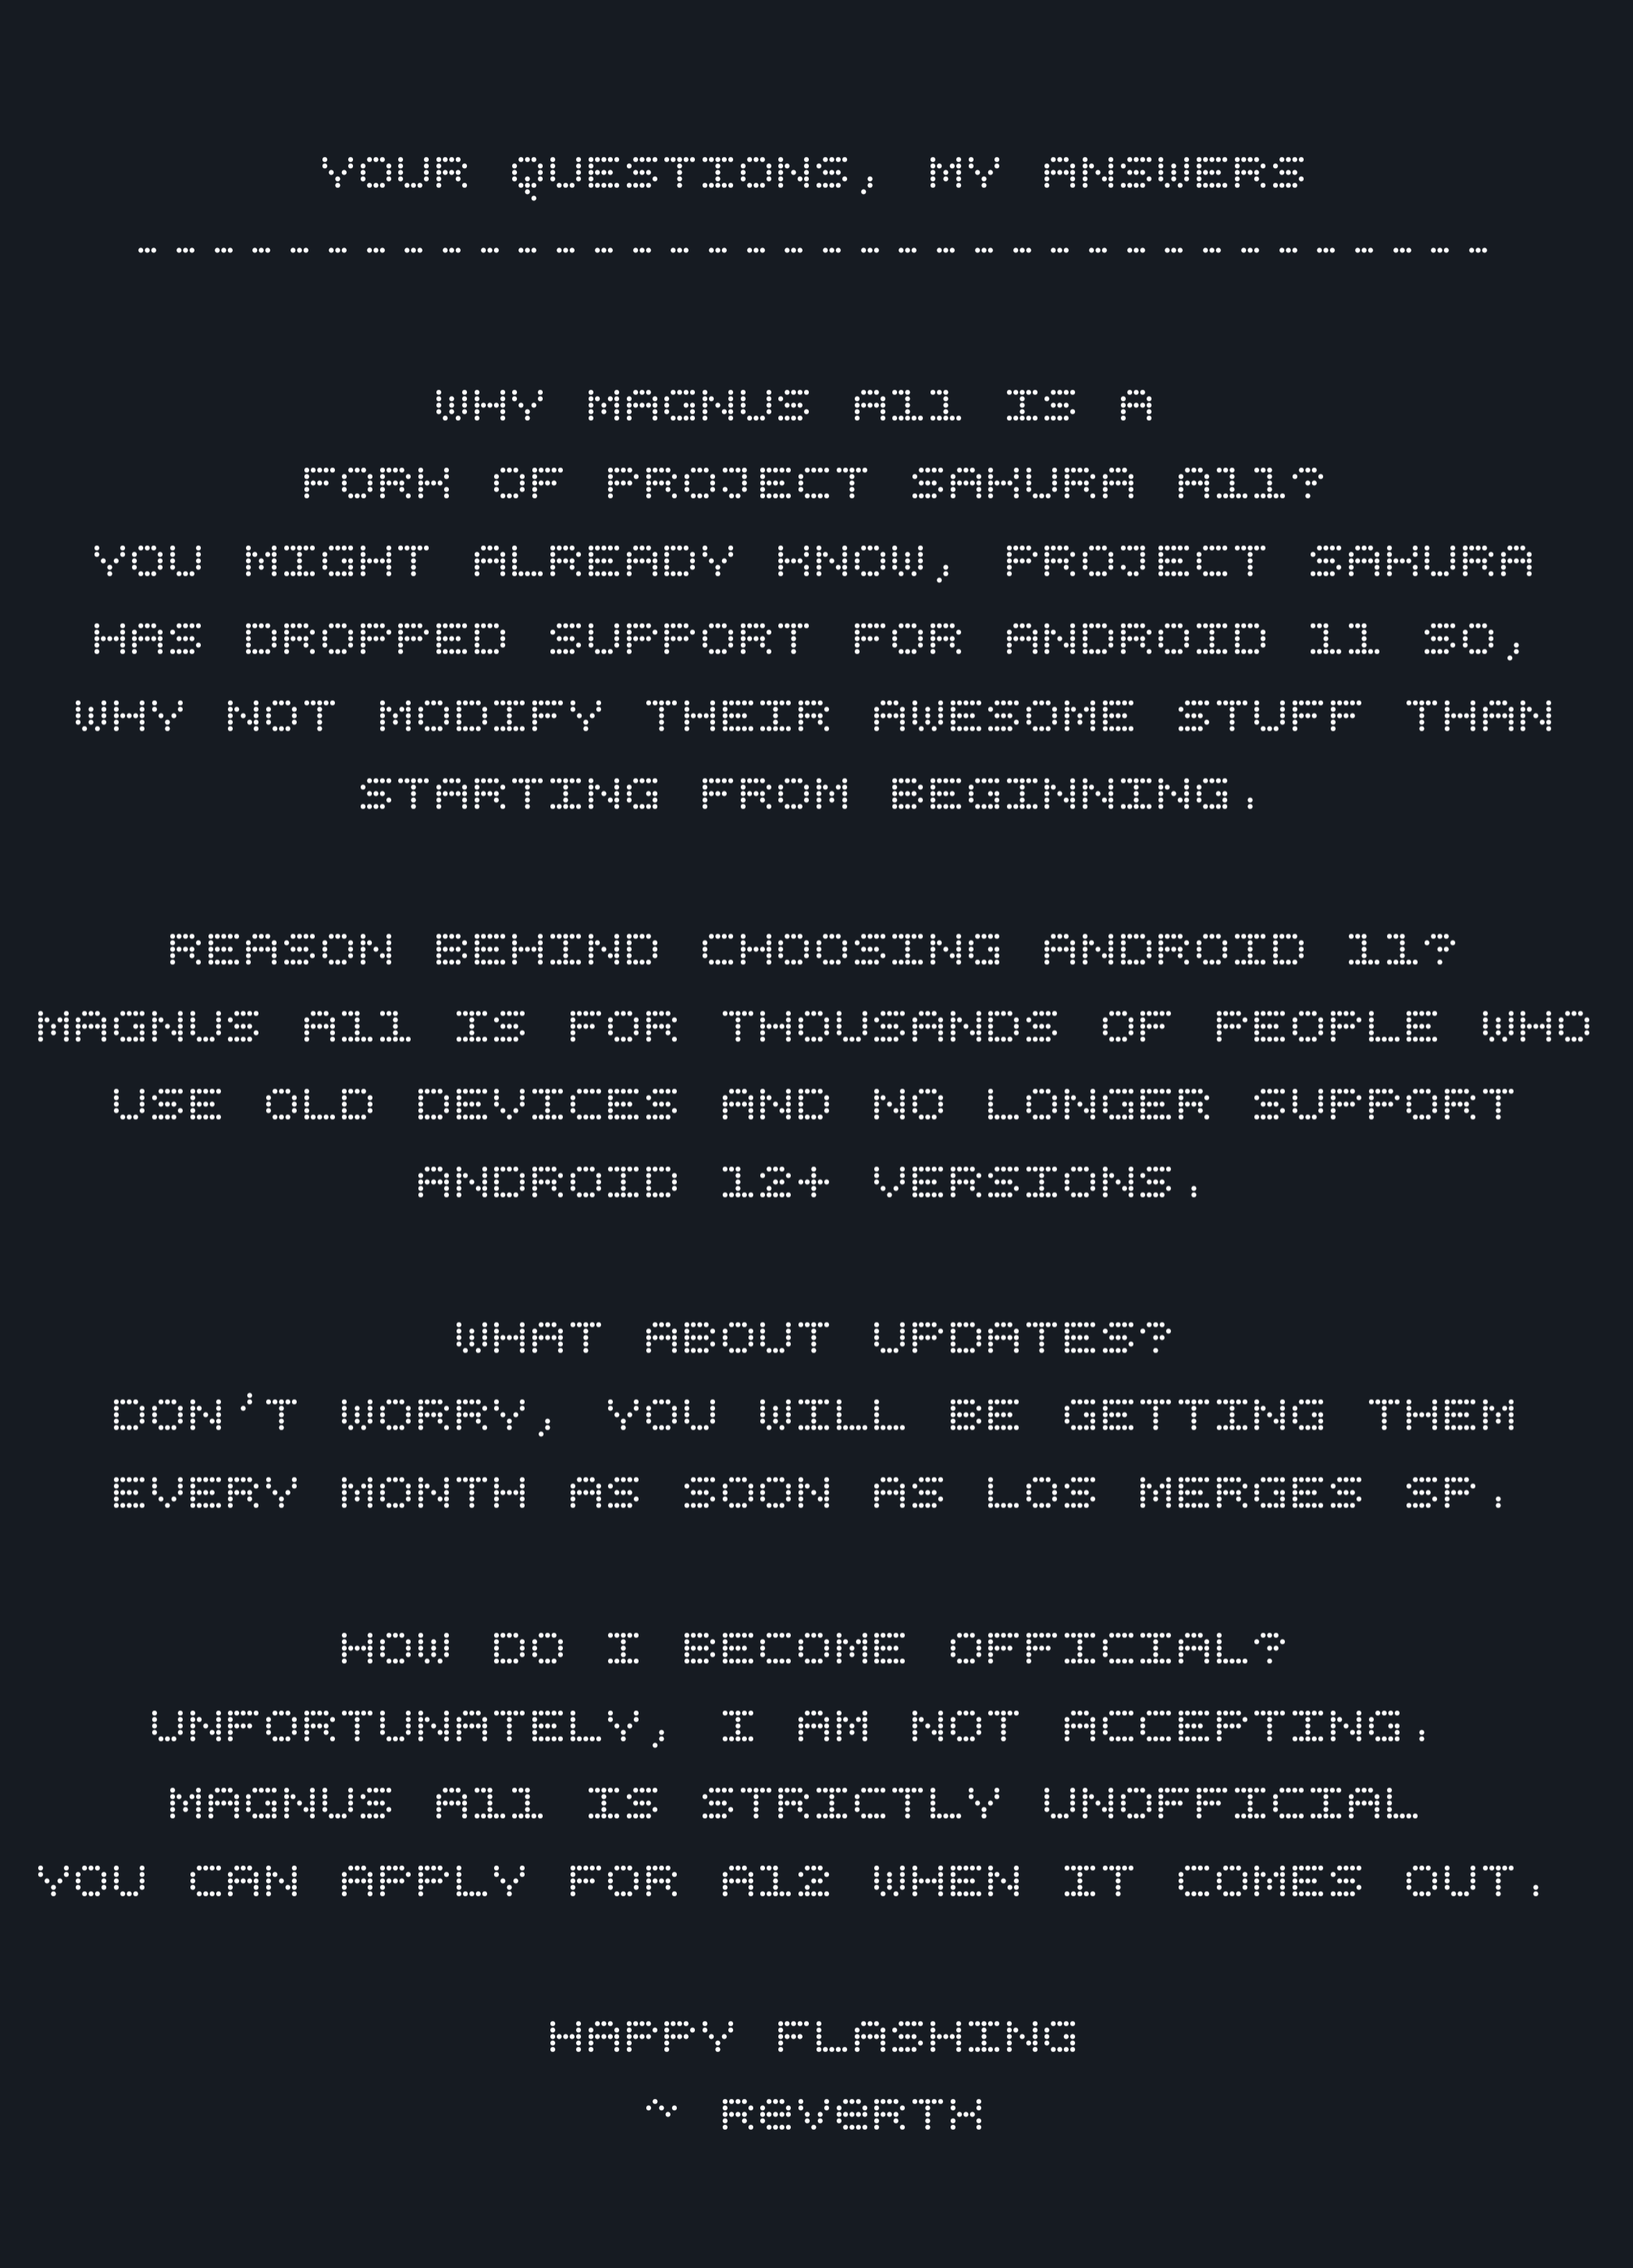 YOUR QUESTIONS, MY ANSWERS
- - - - - - - - - - - - - - - - - - - - - - - - - - - - - - - - - - - -
WHY MAGNUS A11 IS A
FORK OF PROJECT SAKURA A11?
YOU MIGHT ALREADY KNOW, PROJECT SAKURA
HAS DROPPED SUPPORT FOR ANDROID 11 SO,
WHY NOT MODIFY THEIR AWESOME STUFF THAN
STARTING FROM BEGINNING.
REASON BEHIND CHOOSING ANDROID 11?
MAGNUS A11 IS FOR THOUSANDS OF PEOPLE WHO
USE OLD DEVICES AND NO LONGER SUPPORT
ANDROID 12+ VERSIONS.
WHAT ABOUT UPDATES?
DON'T WORRY, YOU WILL BE GETTING THEM
EVERY MONTH AS SOON AS LOS MERGES SP.
HOW DO I BECOME OFFICIAL?
UNFORTUNATELY, I AM NOT ACCEPTING.
MAGNUS A11 IS STRICTLY UNOFFICIAL
YOU CAN APPLY FOR A12 WHEN IT COMES OUT.
HAPPY FLASHING
~ ReVeRTH